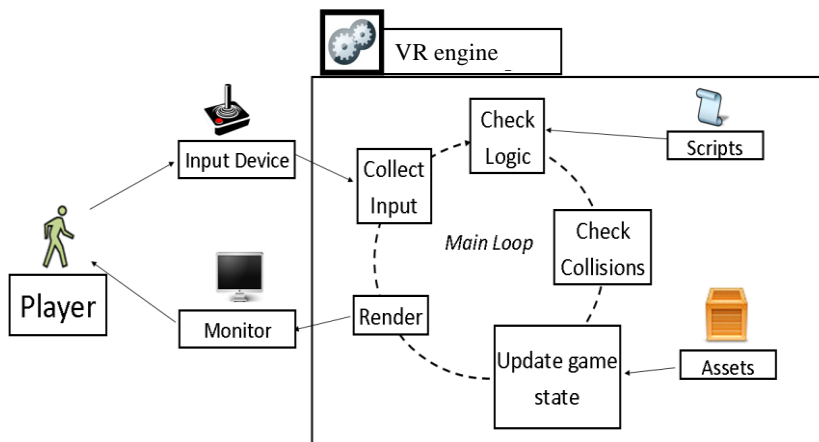 VR engine
Check
Logic
Scripts
Input Device
Collect
Input
Main Loop
Check
Collisions
Player
Monitor
Render
Update game
state
Assets